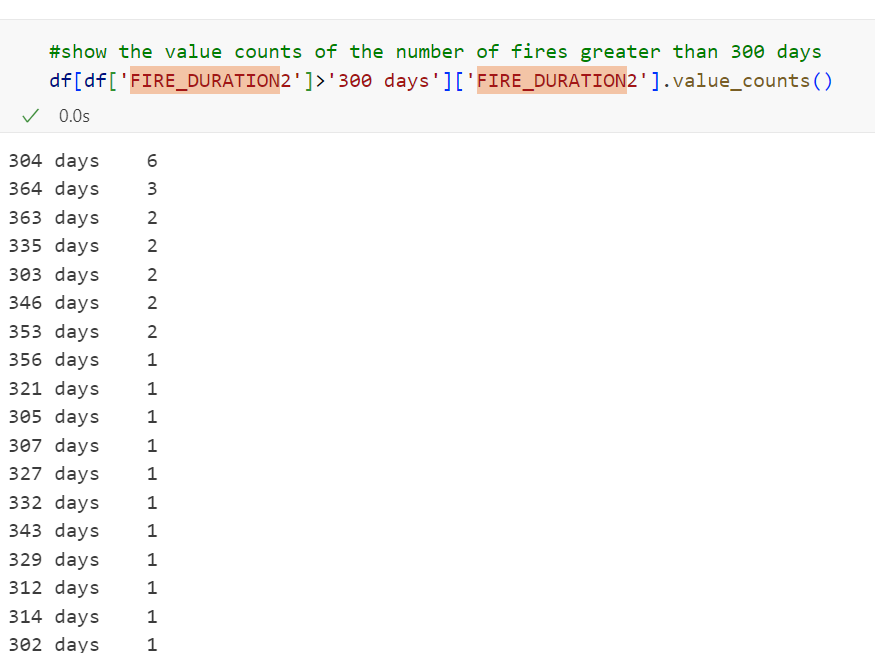 #show the value counts of the number of fires greater than 300 days
df[df['FIRE_DURATION2']>'300 days']['FIRE_DURATION2'].value_counts()
0.0s
304 days    6
364 days    3
363 days    2
335 days    2
303 days    2
346 days    2
353 days    2
356 days    1
321 days    1
305 days    1
307 days    1
327 days    1
332 days    1
343 days    1
329 days    1
312 days    1
314 days    1
302 days    1